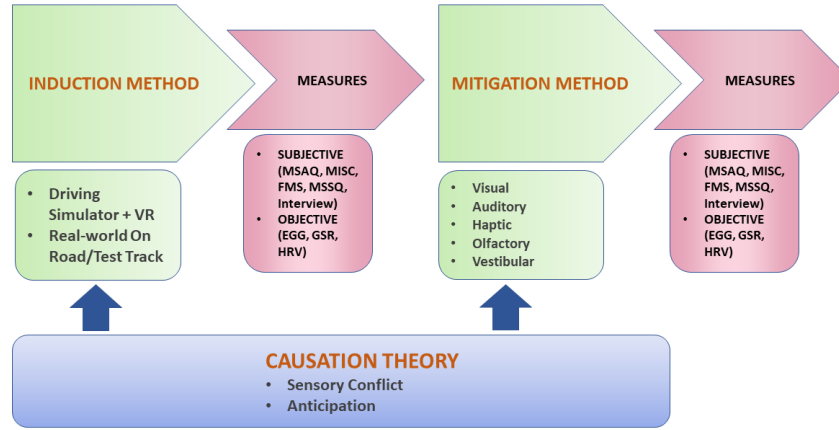 INDUCTION METHOD
MEASURES
MITIGATION METHOD
MEASURES
• Driving
Simulator + VR
• Real-world On
Road/Test Track
• SUBJECTIVE
(MSAQ, MISC,
FMS, MSSQ,
Interview)
• OBJECTIVE
(EGG, GSR,
HRV)
• Visual
• Auditory
• Haptic
• Olfactory
• Vestibular
• SUBJECTIVE
(MSAQ, MISC,
FMS, MSSQ,
Interview)
• OBJECTIVE
(EGG, GSR,
HRV)
CAUSATION THEORY
• Sensory Conflict
• Anticipation